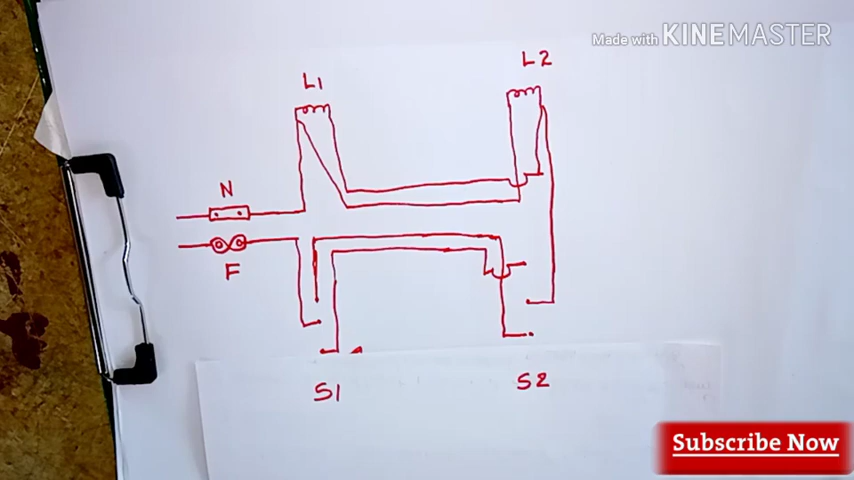 Made with KINEMASTER
L2
L1
N
F
S1
S2
Subscribe Now